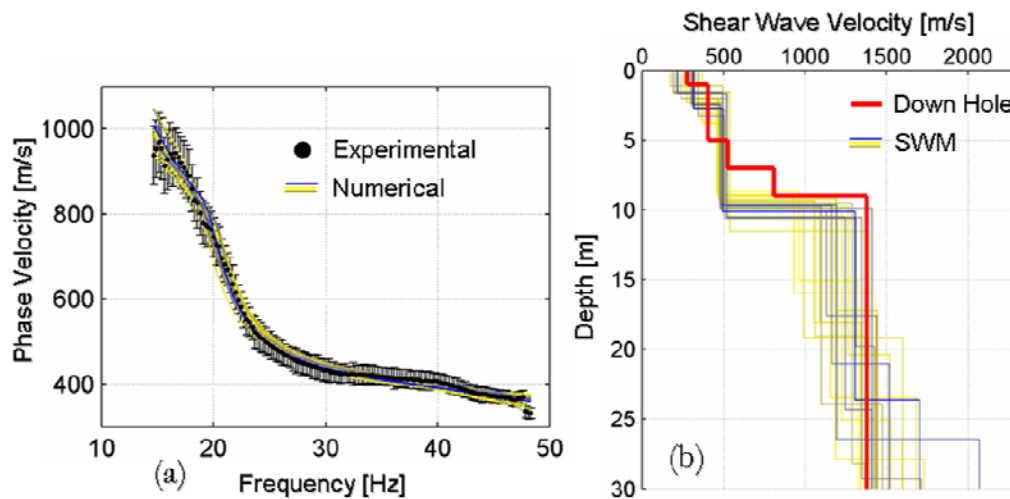 Shear Wave Velocity [m/s]
0 500 1000 1500 2000
0
5
10
15
20
25
30
Depth [m]
Down Hole
SWM
(b)
1000
800
600
400
Phase Velocity [m/s]
Experimental
Numerical
10 20 30 40 50
(a)
Frequency [Hz]